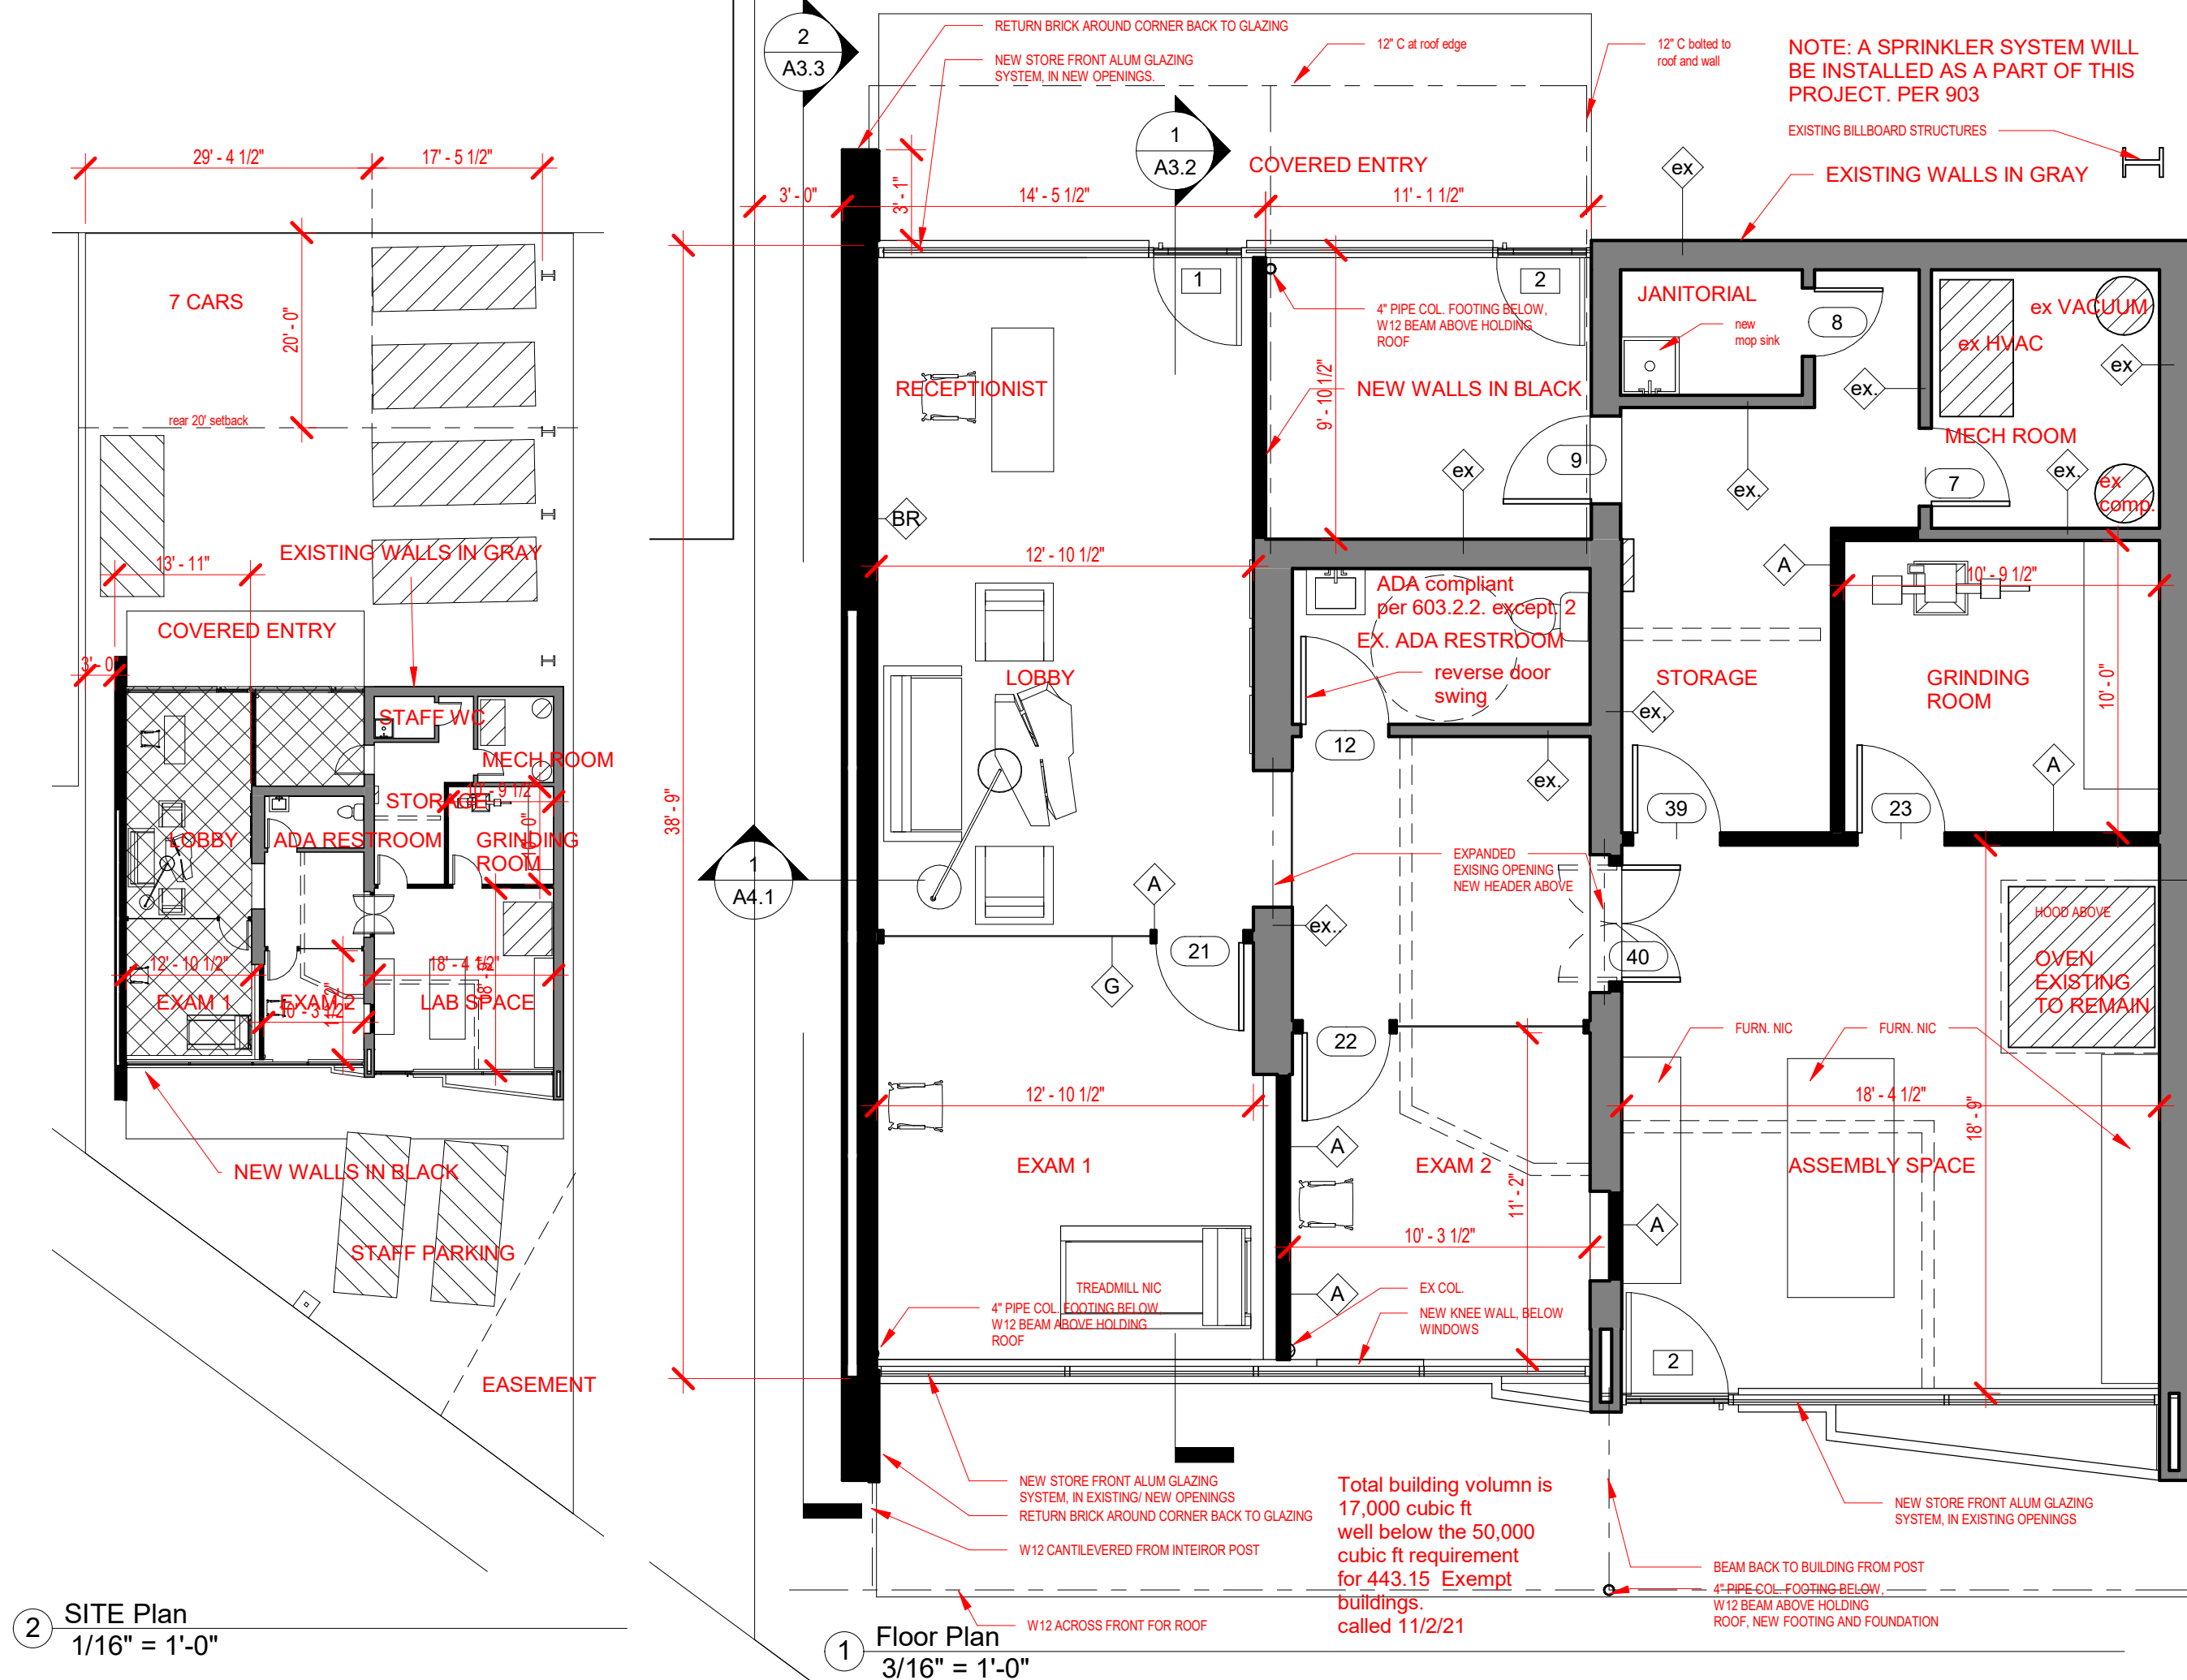 29' - 4 1/2"
17' - 5 1/2"
7 CARS
20' - 0"
rear 20' setback
EXISTING WALLS IN GRAY
13' - 11"
COVERED ENTRY
3' - 0"
STAFF WC
MECH ROOM
10' - 9 1/2"
STORAGE
LOBBY
ADA RESTROOM
GRINDING
ROOM
10' - 0"
12' - 10 1/2"
18' - 4 1/2"
EXAM 1
EXAM 2
LAB SPACE
10' - 3 1/2"
11' - 2"
18' - 9"
NEW WALLS IN BLACK
STAFF PARKING
EASEMENT
2
SITE Plan
1/16" = 1'-0"
2
A3.3
RETURN BRICK AROUND CORNER BACK TO GLAZING
NEW STORE FRONT ALUM GLAZING
SYSTEM, IN NEW OPENINGS.
12" C at roof edge
12" C bolted to
roof and wall
NOTE: A SPRINKLER SYSTEM WILL
BE INSTALLED AS A PART OF THIS
PROJECT. PER 903
EXISTING BILLBOARD STRUCTURES
EXISTING WALLS IN GRAY
1
A3.2
COVERED ENTRY
ex
3' - 0"
3' - 1"
14' - 5 1/2"
11' - 1 1/2"
1
2
4" PIPE COL. FOOTING BELOW,
W12 BEAM ABOVE HOLDING
ROOF
JANITORIAL
new
mop sink
8
ex VACUUM
ex HVAC
ex
ex.
RECEPTIONIST
9' - 10 1/2"
NEW WALLS IN BLACK
MECH ROOM
9
ex
ex.
7
ex.
ex
comp.
BR
12' - 10 1/2"
ADA compliant
per 603.2.2. except. 2
EX. ADA RESTROOM
reverse door
swing
A
10' - 9 1/2"
LOBBY
STORAGE
GRINDING
ROOM
10' - 0"
ex.
12
ex.
A
39
23
38' - 9"
1
A4.1
EXPANDED
EXISING OPENING
NEW HEADER ABOVE
A
ex..
21
40
G
HOOD ABOVE
OVEN
EXISTING
TO REMAIN
22
FURN. NIC
FURN. NIC
12' - 10 1/2"
18' - 4 1/2"
18' - 9"
A
EXAM 1
EXAM 2
ASSEMBLY SPACE
11' - 2"
A
10' - 3 1/2"
TREADMILL NIC
A
EX COL.
4" PIPE COL. FOOTING BELOW,
W12 BEAM ABOVE HOLDING
ROOF
NEW KNEE WALL, BELOW
WINDOWS
2
NEW STORE FRONT ALUM GLAZING
SYSTEM, IN EXISTING/ NEW OPENINGS
RETURN BRICK AROUND CORNER BACK TO GLAZING
W12 CANTILEVERED FROM INTEIROR POST
Total building volumn is
17,000 cubic ft
well below the 50,000
cubic ft requirement
for 443.15 Exempt
buildings.
called 11/2/21
NEW STORE FRONT ALUM GLAZING
SYSTEM, IN EXISTING OPENINGS
BEAM BACK TO BUILDING FROM POST
4" PIPE COL. FOOTING BELOW,
W12 BEAM ABOVE HOLDING
ROOF, NEW FOOTING AND FOUNDATION
W12 ACROSS FRONT FOR ROOF
1
Floor Plan
3/16" = 1'-0"